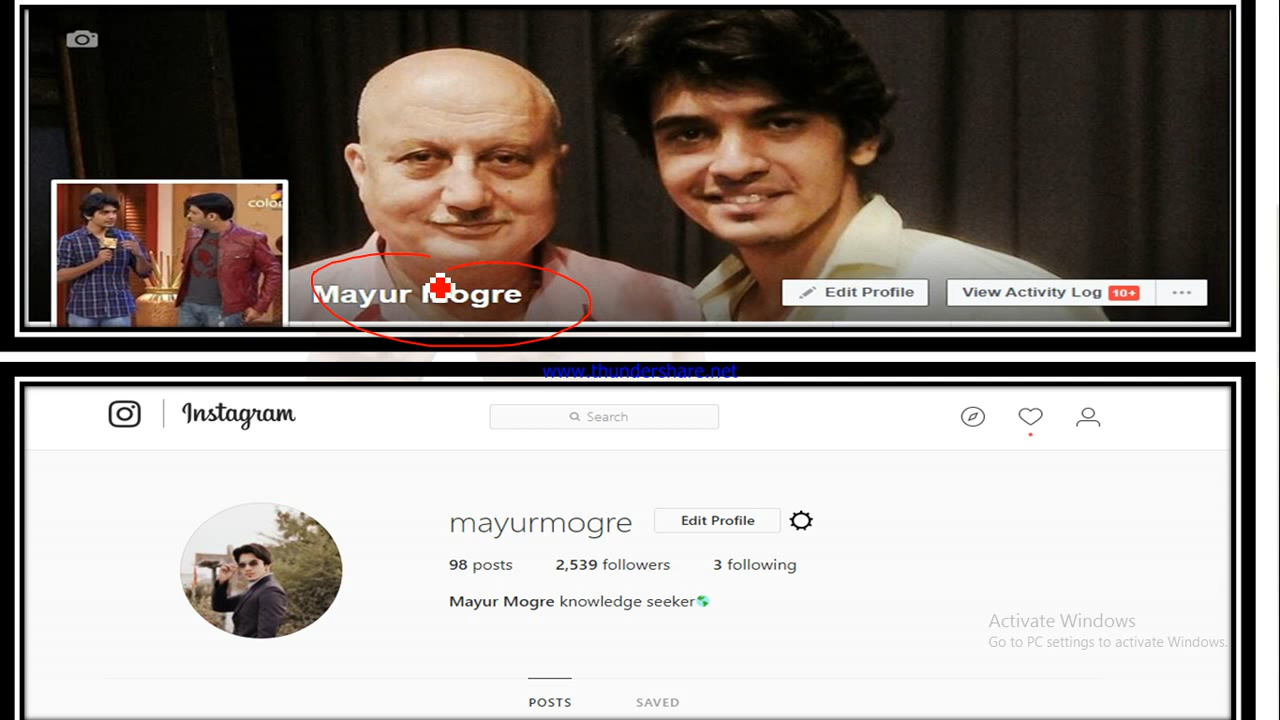 colo
Mayur Mogre
Edit Profile
View Activity Log 10+ ...
www.thundershare.net
Instagram
Search
mayurmogre Edit Profile
98 posts 2,539 followers 3 following
Mayur Mogre knowledge seeker
Activate Windows
Go to PC settings to activate Windows.
POSTS SAVED